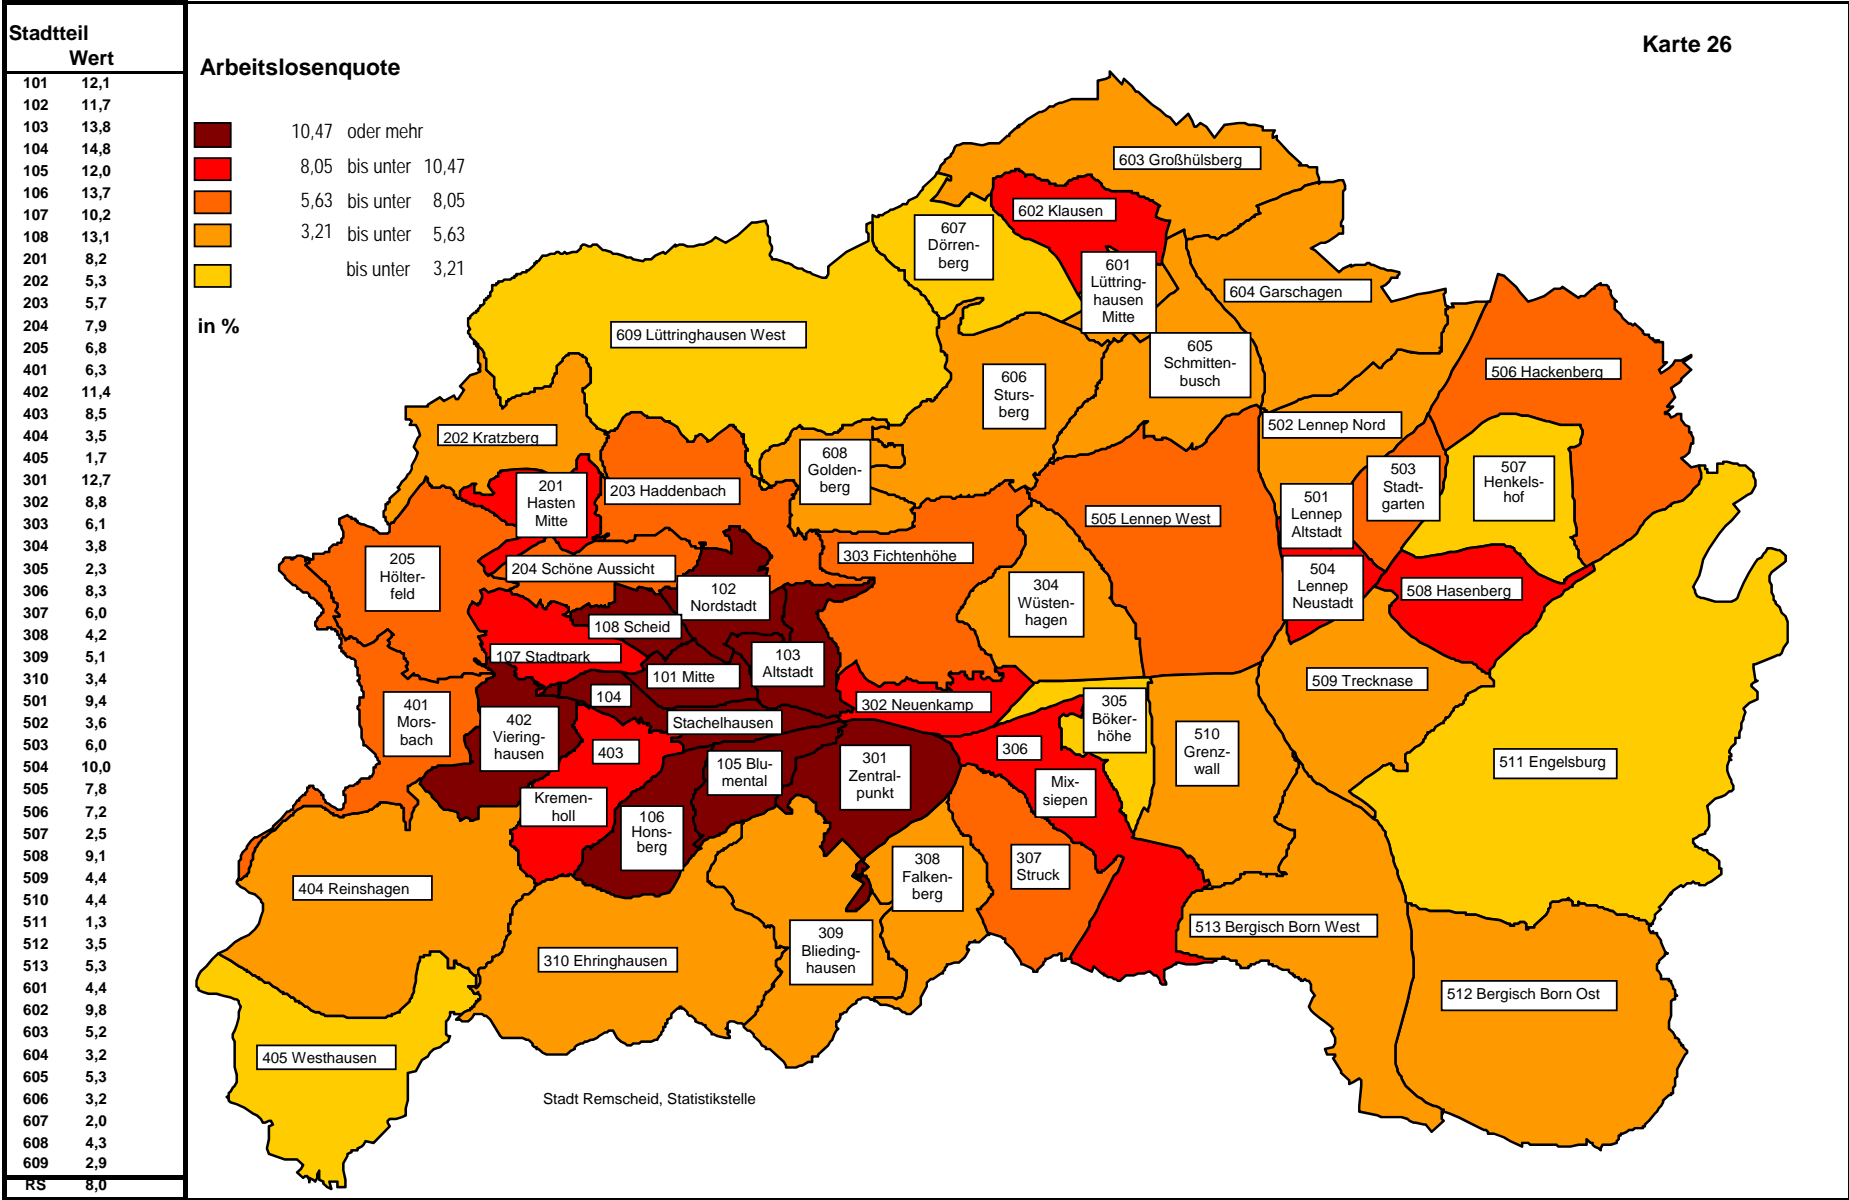 Stadtteil
Wert
101 12,1
102 11,7
103 13,8
104 14,8
105 12,0
106 13,7
107 10,2
108 13,1
201 8,2
202 5,3
203 5,7
204 7,9
205 6,8
401 6,3
402 11,4
403 8,5
404 3,5
405 1,7
301 12,7
302 8,8
303 6,1
304 3,8
305 2,3
306 8,3
307 6,0
308 4,2
309 5,1
310 3,4
501 9,4
502 3,6
503 6,0
504 10,0
505 7,8
506 7,2
507 2,5
508 9,1
509 4,4
510 4,4
511 1,3
512 3,5
513 5,3
601 4,4
602 9,8
603 5,2
604 3,2
605 5,3
606 3,2
607 2,0
608 4,3
609 2,9
RS 8,0
Karte 26
Arbeitslosenquote
10,47 oder mehr
8,05 bis unter 10,47
5,63 bis unter 8,05
3,21 bis unter 5,63
bis unter 3,21
in %
603 Großhülsberg
602 Klausen
607
Dörren-
berg
601
Lüttring-
hausen
Mitte
604 Garschagen
609 Lüttringhausen West
605
Schmitten-
busch
606
Sturs-
berg
506 Hackenberg
202 Kratzberg
502 Lennep Nord
608
Golden-
berg
503
Stadt-
garten
507
Henkels-
hof
201
Hasten
Mitte
203 Haddenbach
501
Lennep
Altstadt
505 Lennep West
303 Fichtenhöhe
205
Hölter-
feld
204 Schöne Aussicht
102
Nordstadt
304
Wüsten-
hagen
504
Lennep
Neustadt
508 Hasenberg
108 Scheid
107 Stadtpark
103
Altstadt
101 Mitte
509 Trecknase
104
Stachelhausen
302 Neuenkamp
305
Böker-
höhe
401
Mors-
bach
402
Viering-
hausen
403
Kremen-
holl
105 Blu-
mental
301
Zentral-
punkt
306
Mix-
siepen
510
Grenz-
wall
511 Engelsburg
106
Hons-
berg
308
Falken-
berg
307
Struck
404 Reinshagen
513 Bergisch Born West
309
Blieding-
hausen
310 Ehringhausen
512 Bergisch Born Ost
405 Westhausen
Stadt Remscheid, Statistikstelle